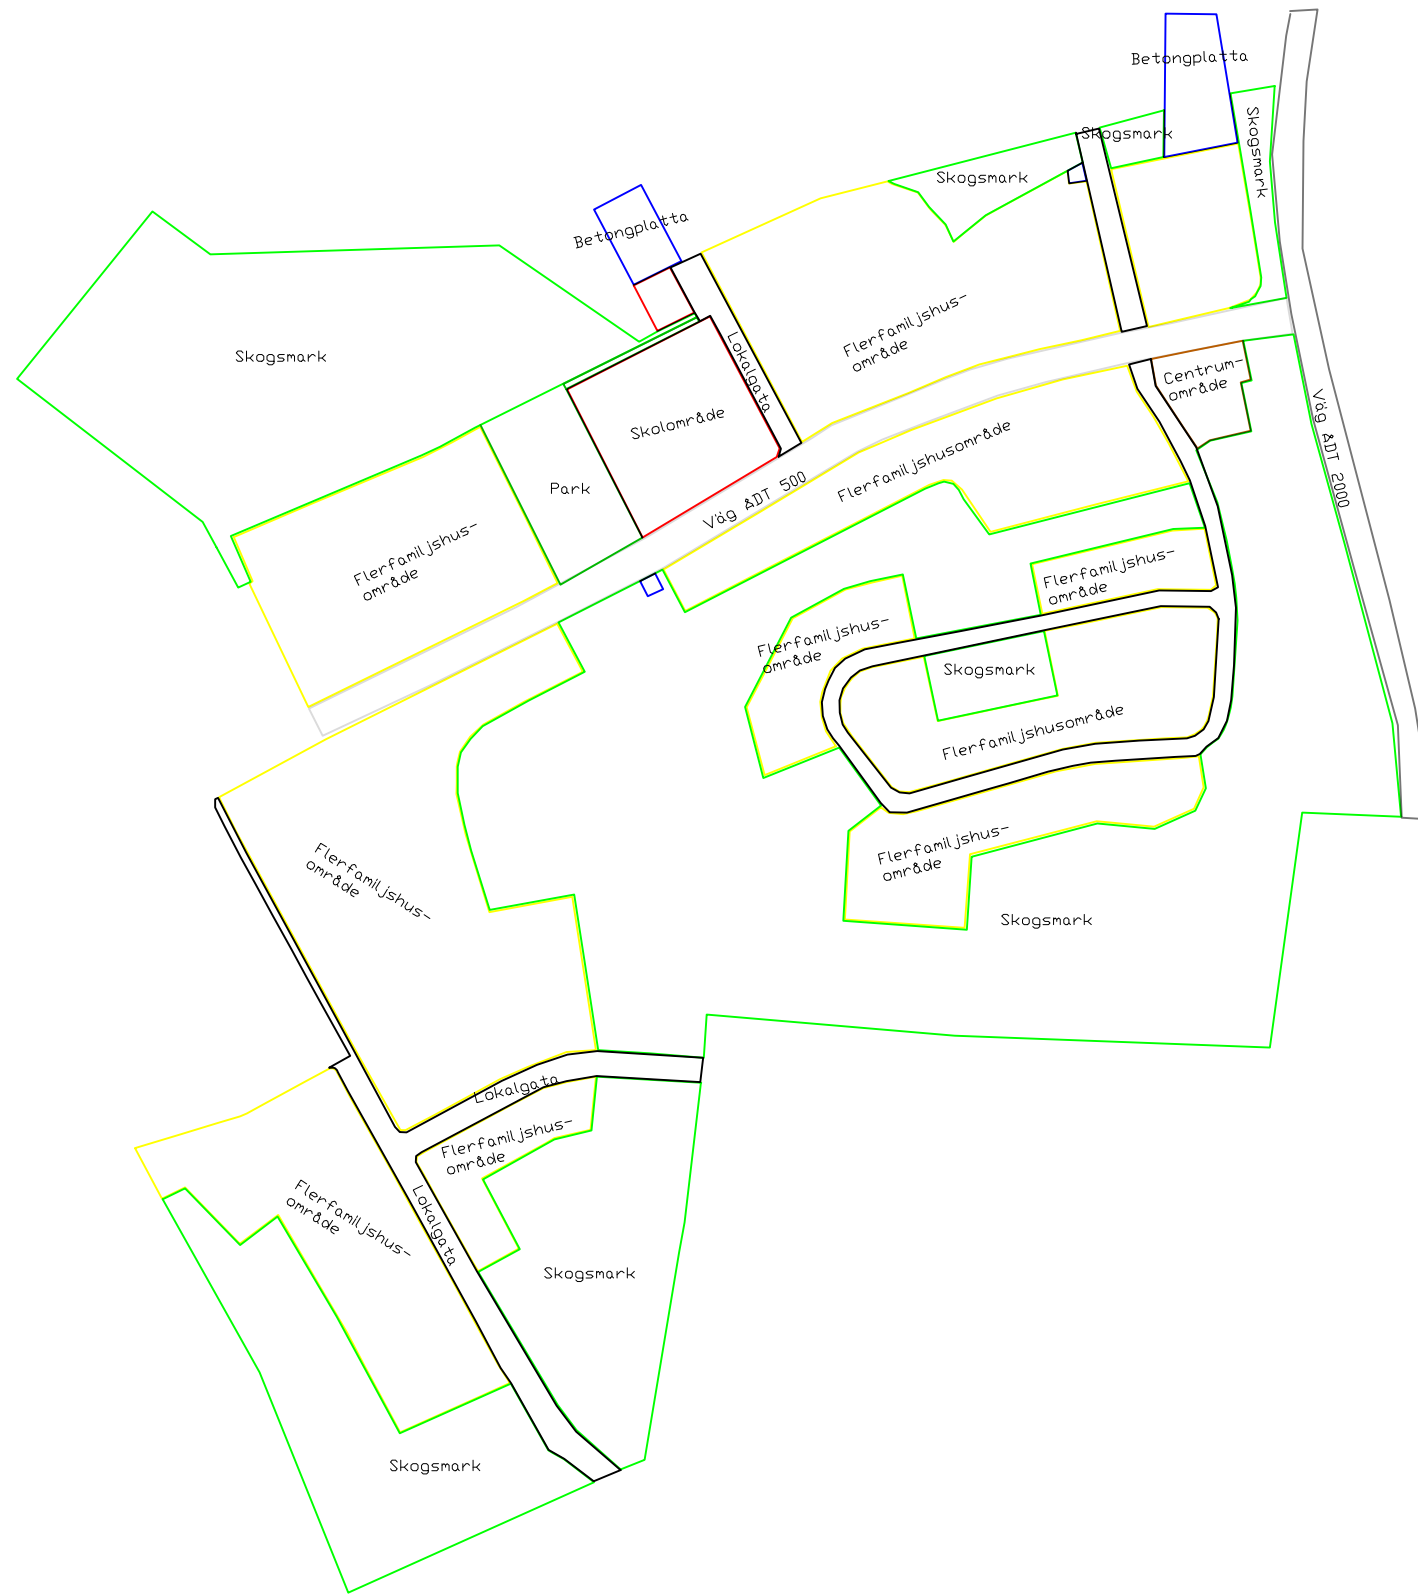 Betongplatta
Skogsmark
Skogsmark
Skogsmark
Betongplatta
Flerfamiljshus-
område
Skogsmark
Lokalgata
Centrum-
område
Skolområde
Väg ÅDT 2000
Flerfamiljshusområde
Park
Väg ÅDT 500
Flerfamiljshus-
område
Flerfamiljshus-
område
Flerfamiljshus-
område
Skogsmark
Flerfamiljshusområde
Flerfamiljshus-
område
Flerfamiljshus-
område
Skogsmark
Lokalgata
Flerfamiljshus-
område
Flerfamiljshus-
område
Lokalgata
Skogsmark
Skogsmark